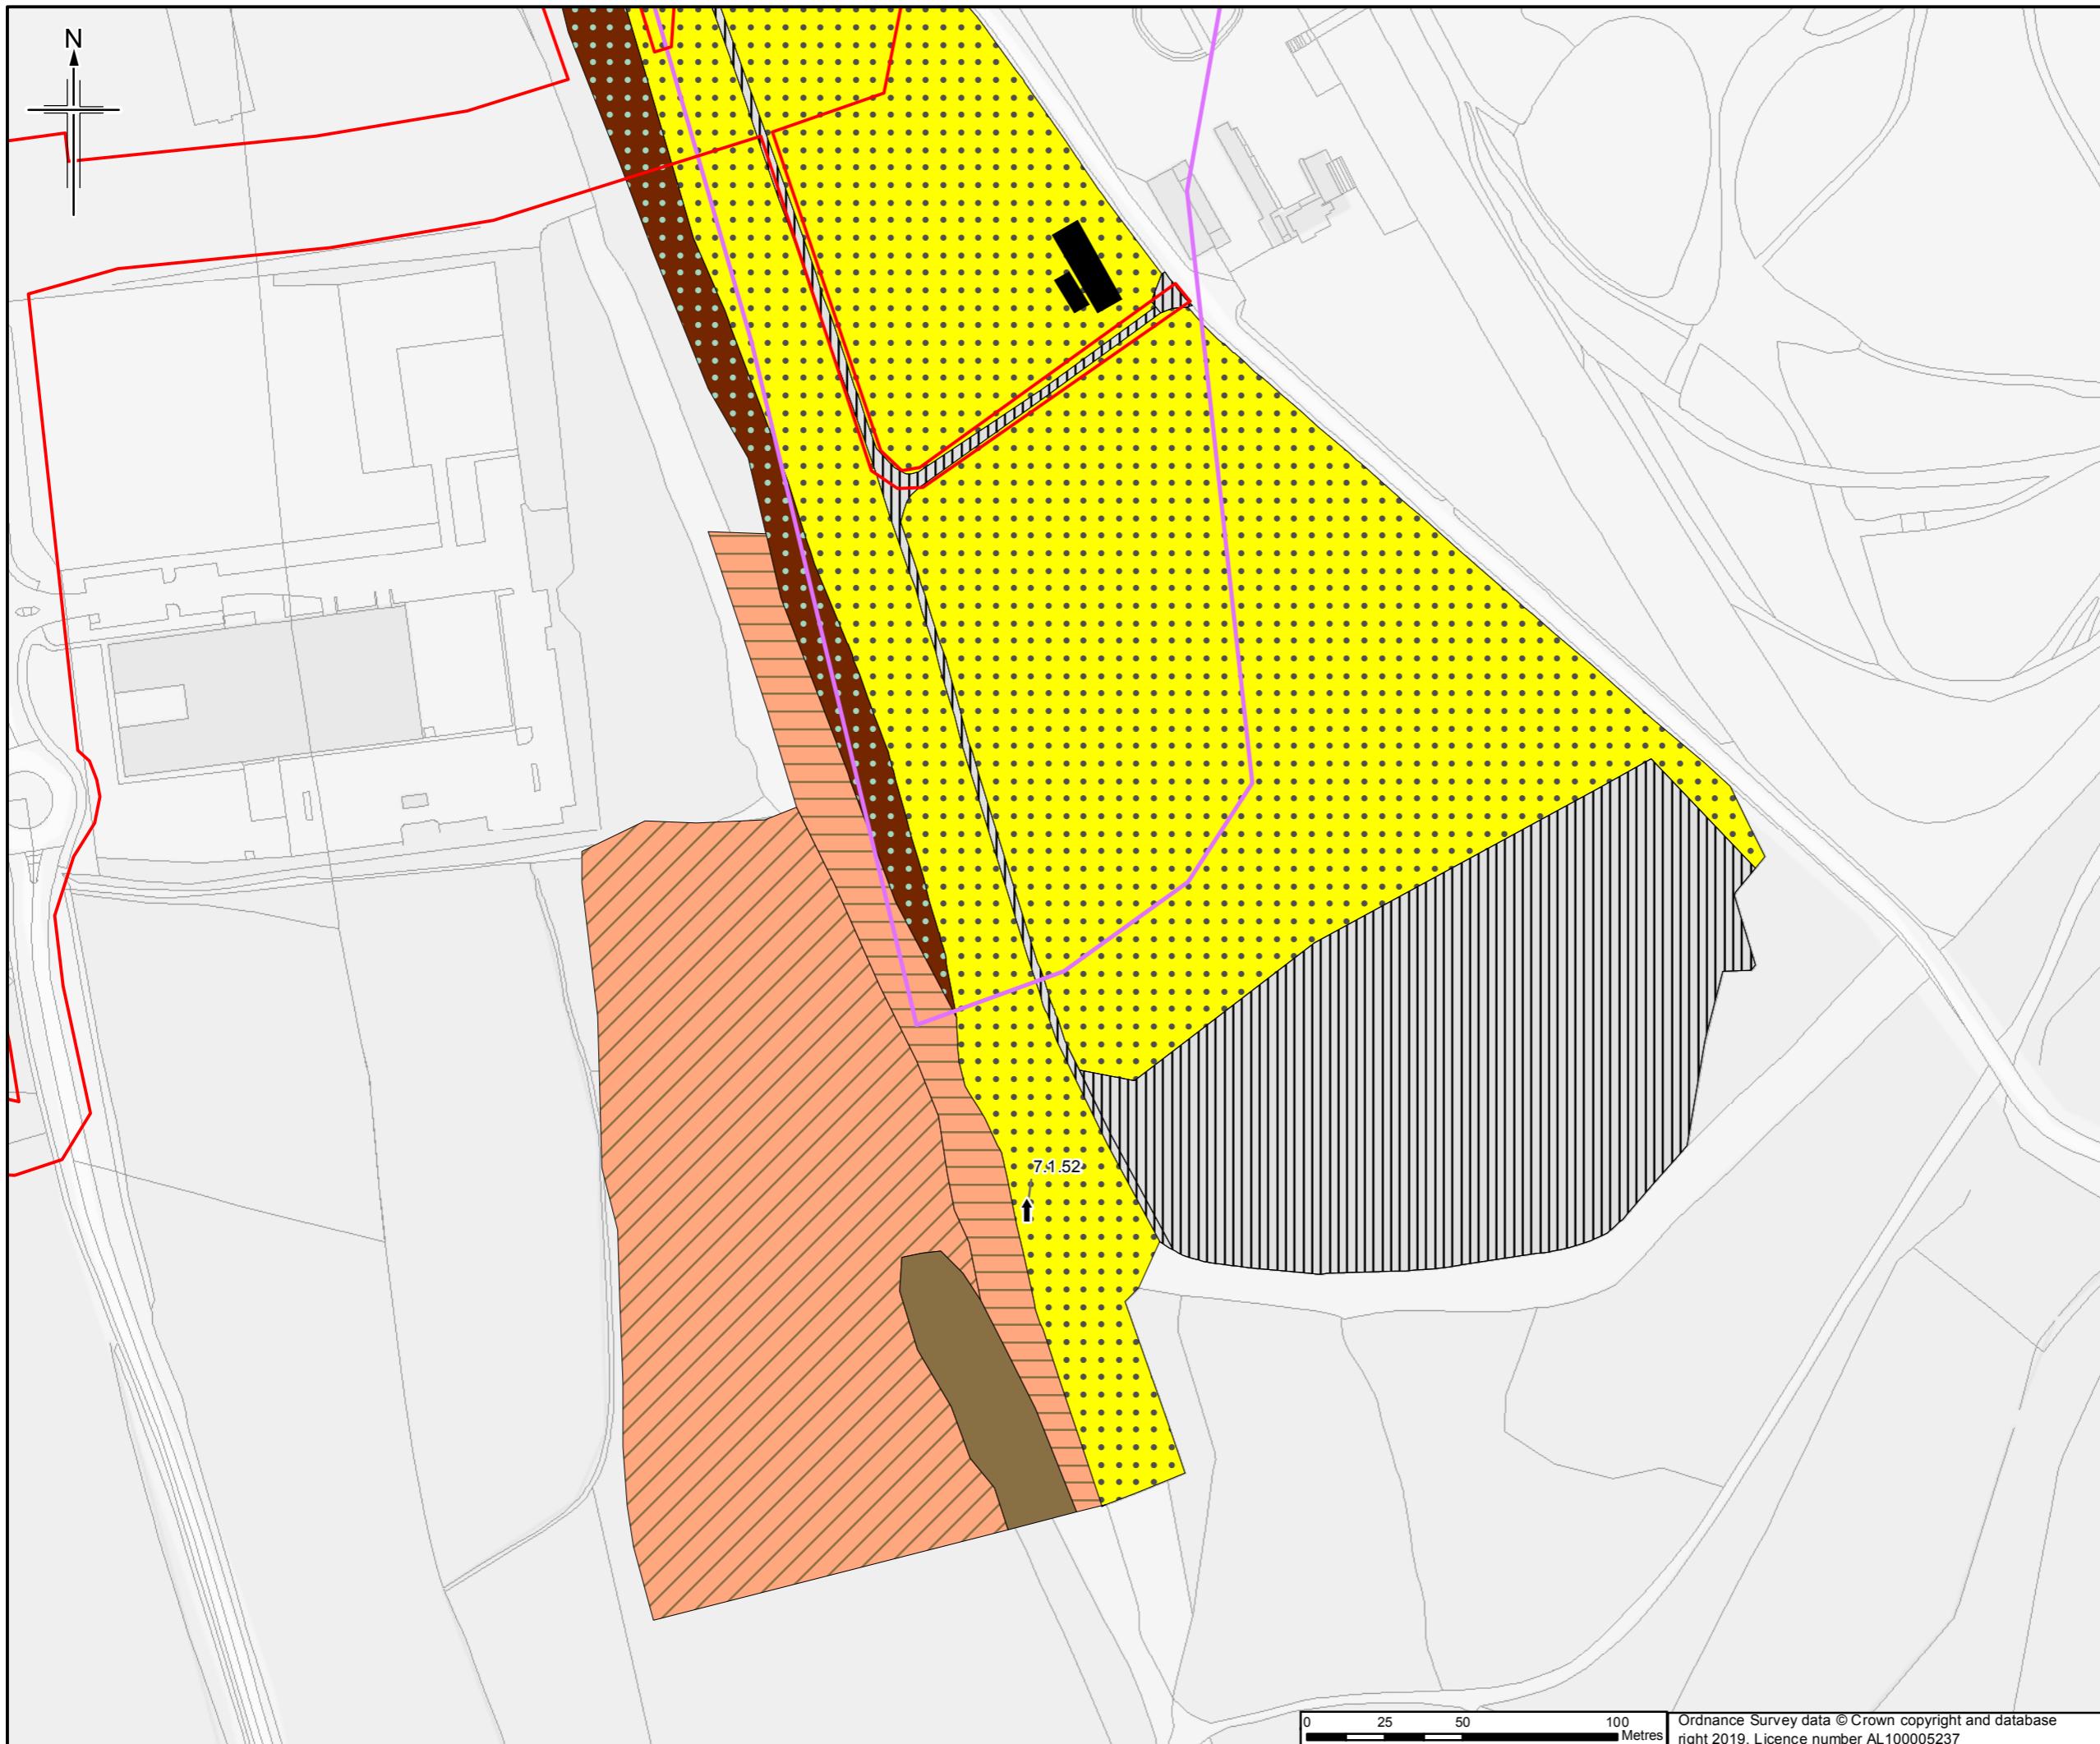 N
7.1.52
0 25 50 100
Metres
Ordnance Survey data © Crown copyright and database
right 2019. Licence number AL100005237